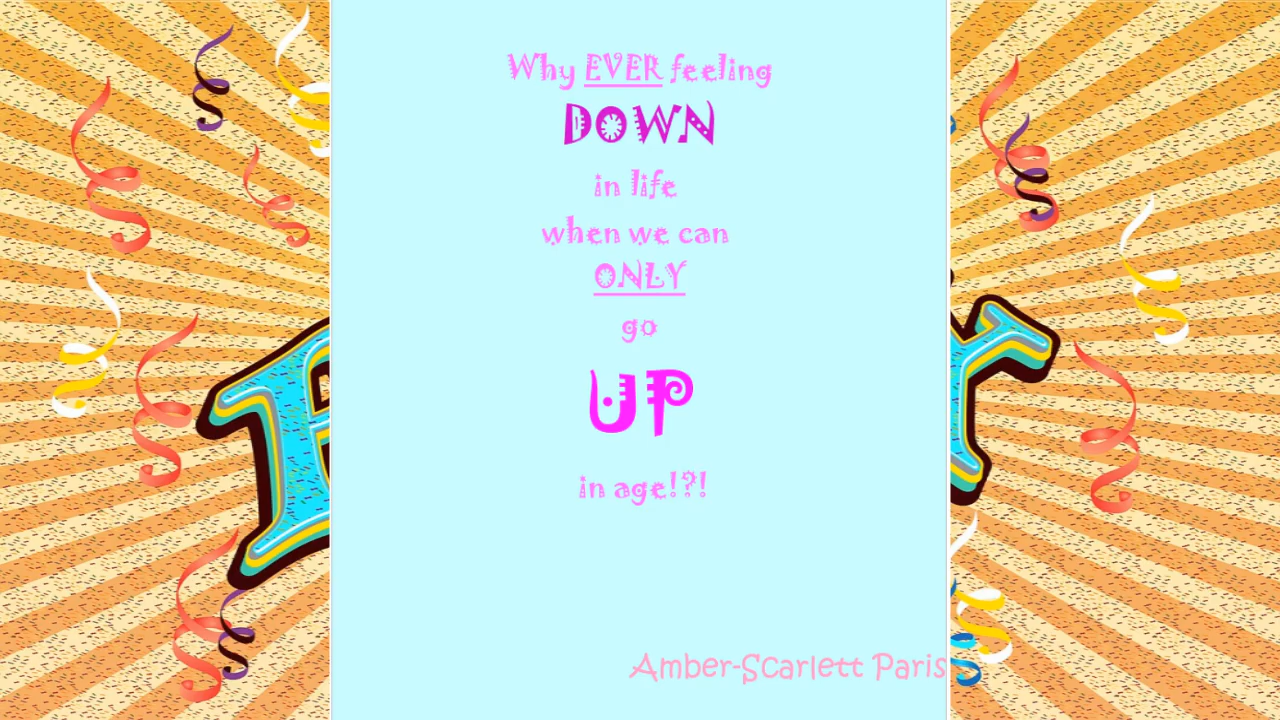 Why EVER feeling
DOWN
in life
when we can
ONLY
go
UP
in age!?!
Amber-Scarlett Paris